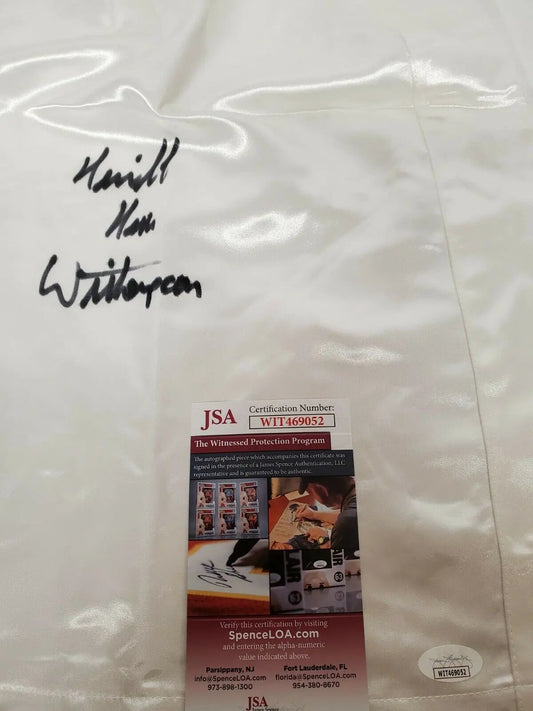 Witherspoon
JSA
Certification Number:
WIT469052
The Witnessed Protection Program
The autographed piece which accompanies this certificate was
signed in the presence of a James Spence Authentication, LLC
representative and is guaranteed to be authentic.
Verify this certification by visiting
SpenceLOA.com
and entering the alpha-numeric
value indicated above.
Parsippany, NJ
info@SpenceLOA.com
973-898-1300
Fort Lauderdale, FL
florida@SpenceLOA.com
954-380-8670
JSA
James Spence
WIT469052